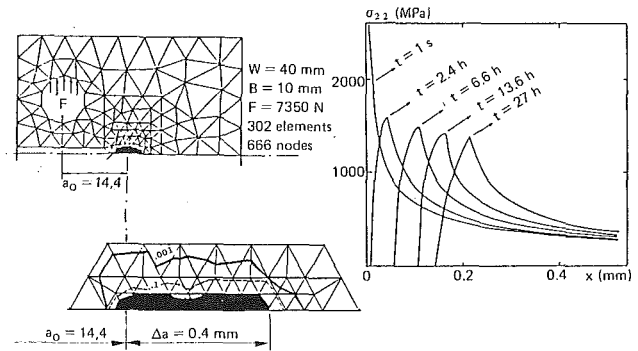 F
W = 40 mm
B = 10 mm
F = 7350 N
302 elements
666 nodes
a₀ = 14,4
.001
.1
a₀ = 14,4
Δa = 0.4 mm
σ₂₂ (MPa)
t = 1 s
t = 2.4 h
t = 6.6 h
t = 13.6 h
t = 27 h
2000
1000
0
0.2
0.4
x (mm)